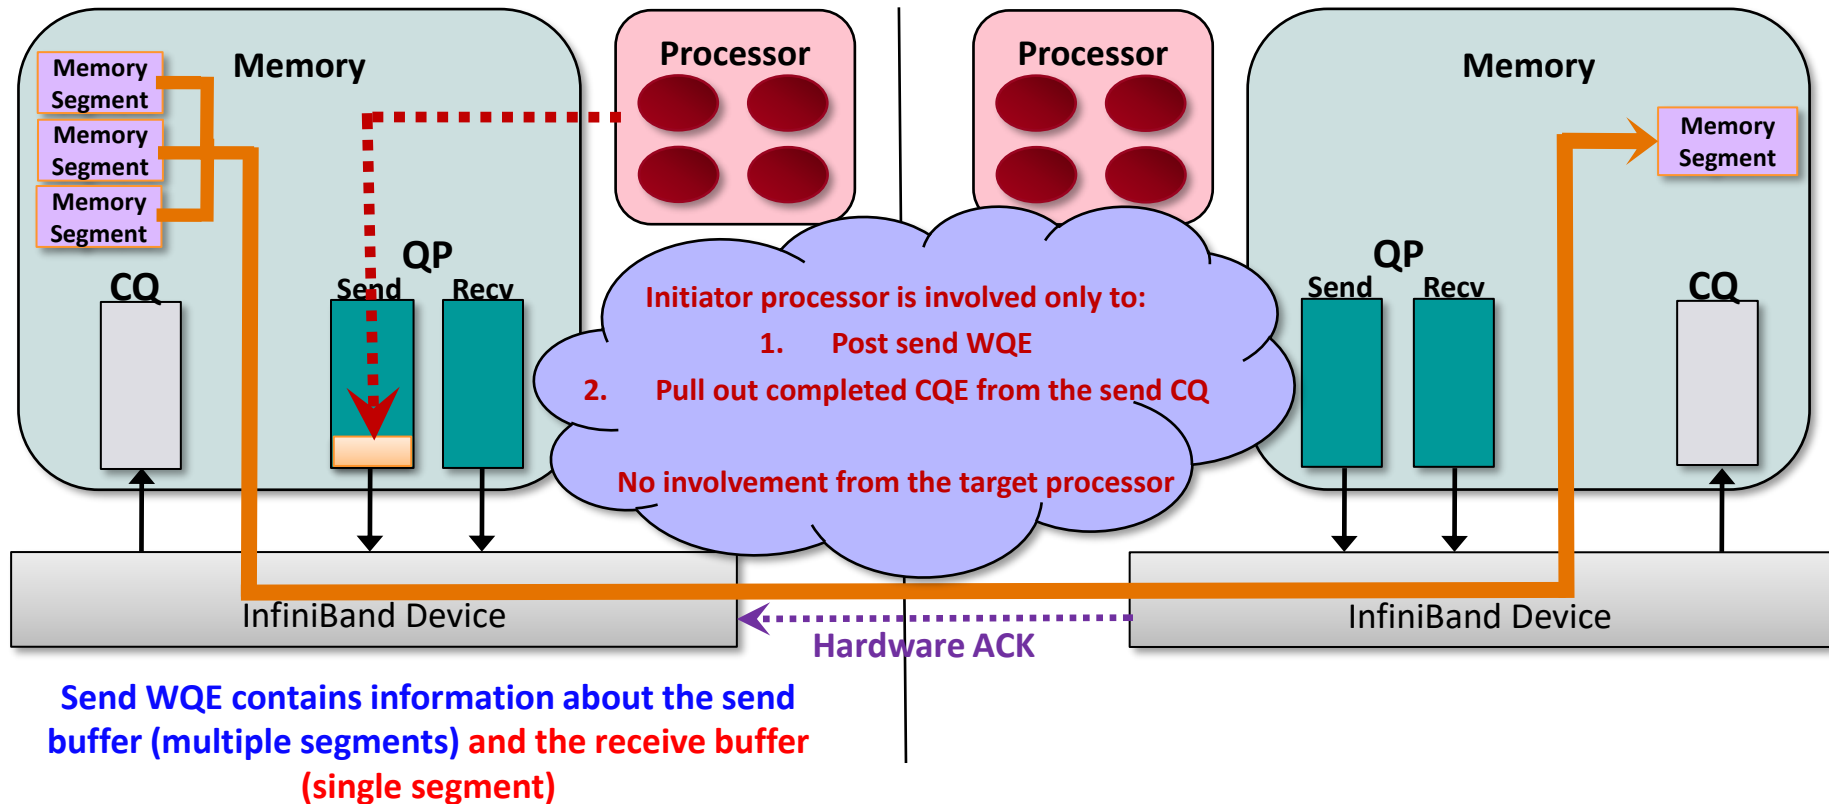 Memory
Segment
Memory
Segment
Memory
Segment
Memory
CQ
QP
Send
Recv
Processor
Processor
Memory
Memory
Segment
QP
Send
Recv
CQ
Initiator processor is involved only to:
1. Post send WQE
2. Pull out completed CQE from the send CQ
No involvement from the target processor
InfiniBand Device
InfiniBand Device
Hardware ACK
Send WQE contains information about the send
buffer (multiple segments) and the receive buffer
(single segment)